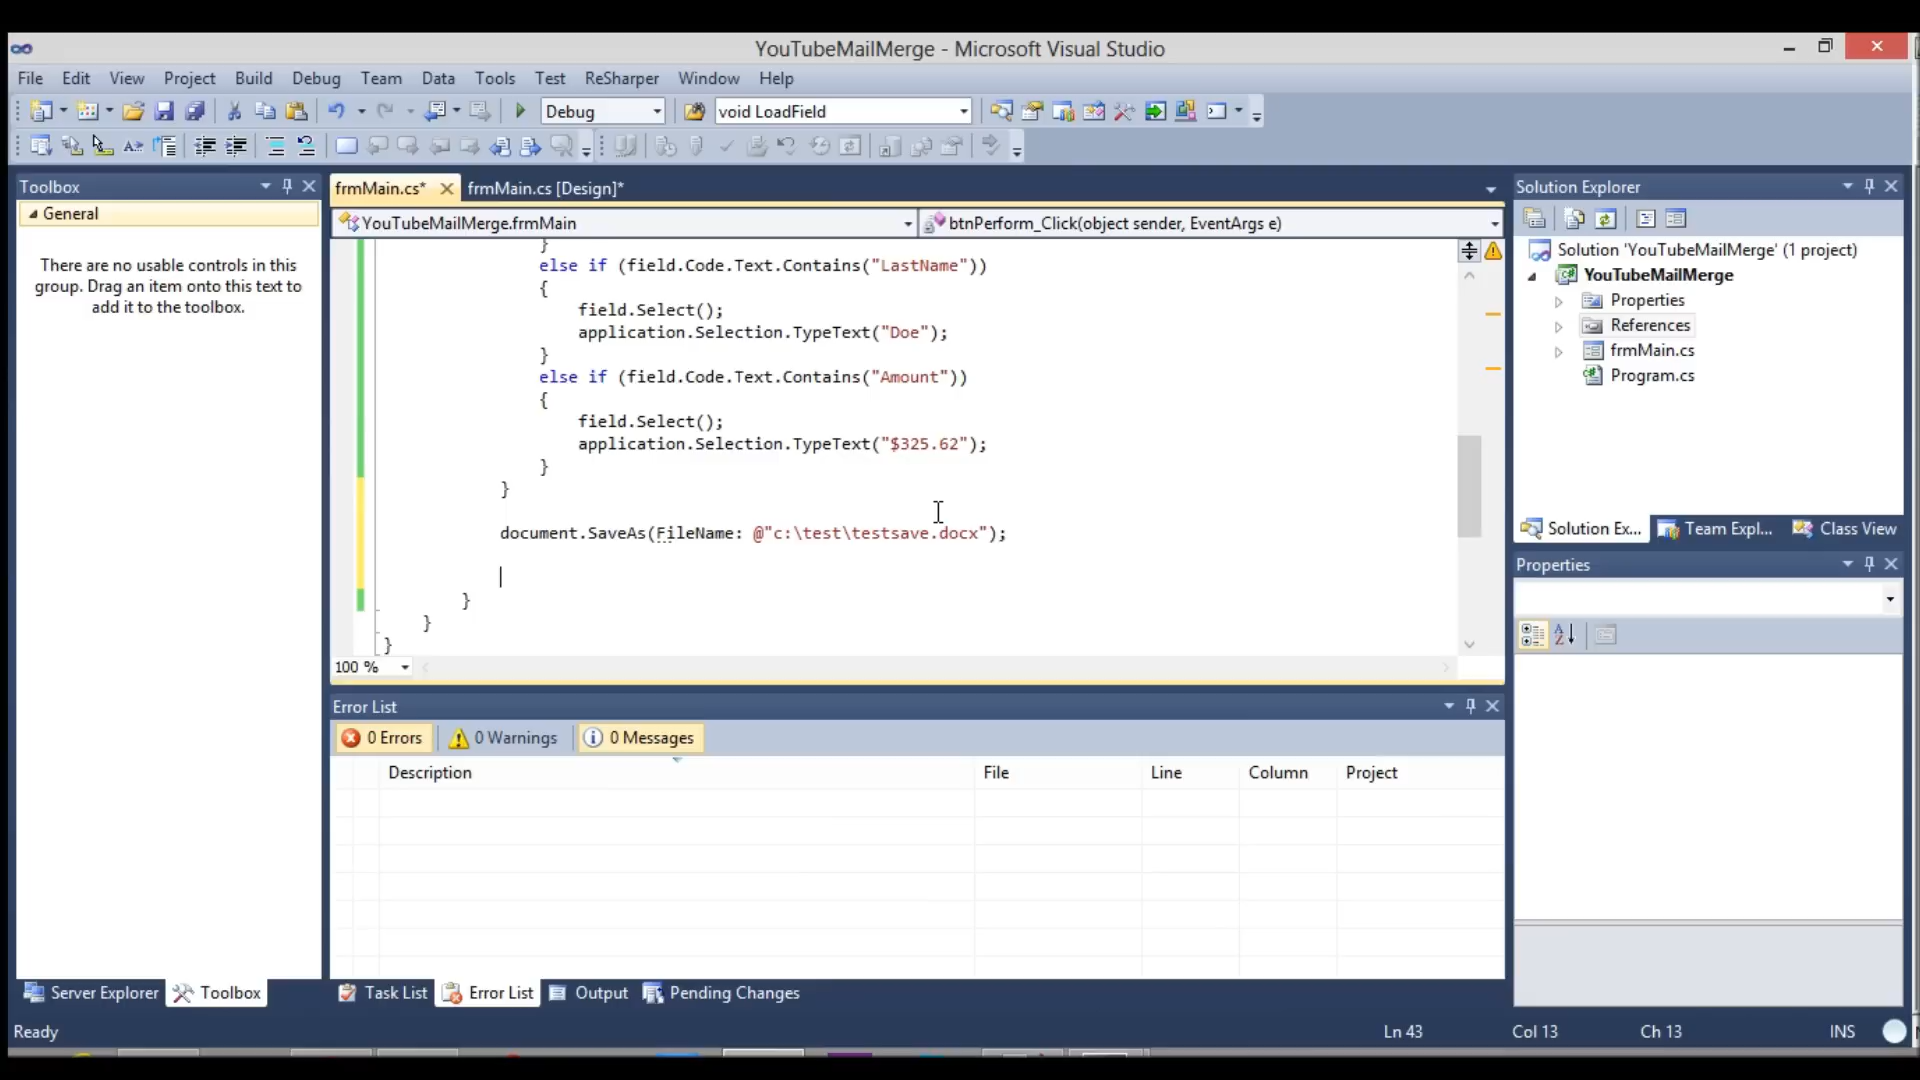 YouTubeMailMerge - Microsoft Visual Studio
File Edit View Project Build Debug Team Data Tools Test ReSharper Window Help
Debug void LoadField
Toolbox
General
There are no usable controls in this
group. Drag an item onto this text to
add it to the toolbox.
frmMain.cs* frmMain.cs [Design]*
YouTubeMailMerge.frmMain btnPerform_Click(object sender, EventArgs e)
}
else if (field.Code.Text.Contains("LastName"))
{
field.Select();
application.Selection.TypeText("Doe");
}
else if (field.Code.Text.Contains("Amount"))
{
field.Select();
application.Selection.TypeText("$325.62");
}
}
document.SaveAs(FileName: @"c:\test\testsave.docx");
}
}
}
100 %
Solution Explorer
Solution 'YouTubeMailMerge' (1 project)
YouTubeMailMerge
Properties
References
frmMain.cs
Program.cs
Solution Ex... Team Expl... Class View
Properties
Error List
0 Errors 0 Warnings 0 Messages
Description File Line Column Project
Server Explorer Toolbox Task List Error List Output Pending Changes
Ready Ln 43 Col 13 Ch 13 INS